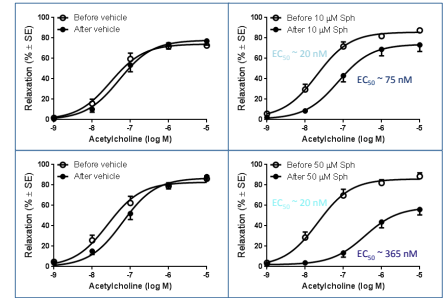 Before vehicle
After vehicle
Relaxation (% ± SE)
100
80
60
40
20
0
-9 -8 -7 -6 -5
Acetylcholine (log M)
Before 10 µM Sph
After 10 µM Sph
EC50 ~ 20 nM
EC50 ~ 75 nM
Relaxation (% ± SE)
100
80
60
40
20
0
-9 -8 -7 -6 -5
Acetylcholine (log M)
Before vehicle
After vehicle
Relaxation (% ± SE)
100
80
60
40
20
0
-9 -8 -7 -6 -5
Acetylcholine (log M)
Before 50 µM Sph
After 50 µM Sph
EC50 ~ 20 nM
EC50 ~ 365 nM
Relaxation (% ± SE)
100
80
60
40
20
0
-9 -8 -7 -6 -5
Acetylcholine (log M)